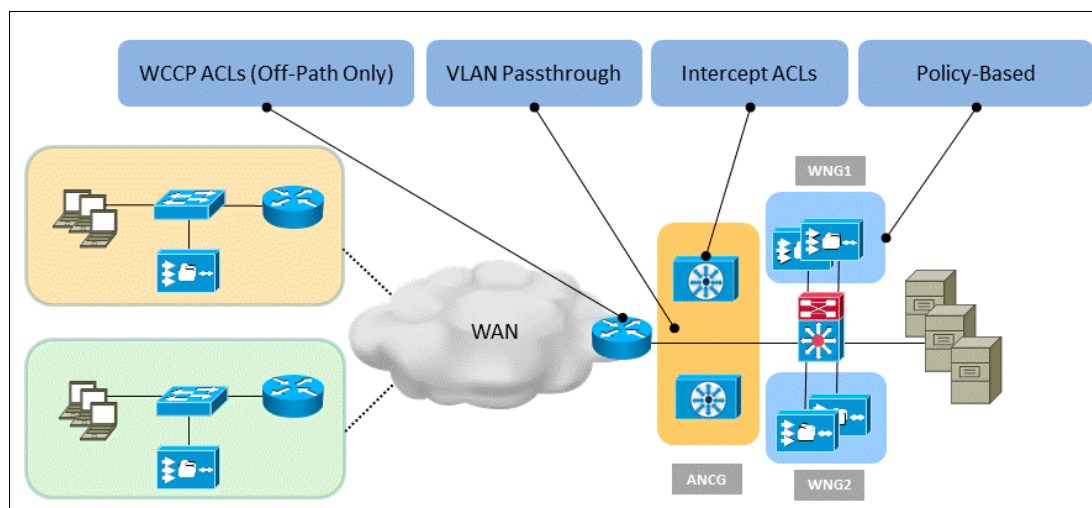 WCCP ACLs (Off-Path Only)
VLAN Passthrough
Intercept ACLs
Policy-Based
WNG1
WAN
ANCG
WNG2